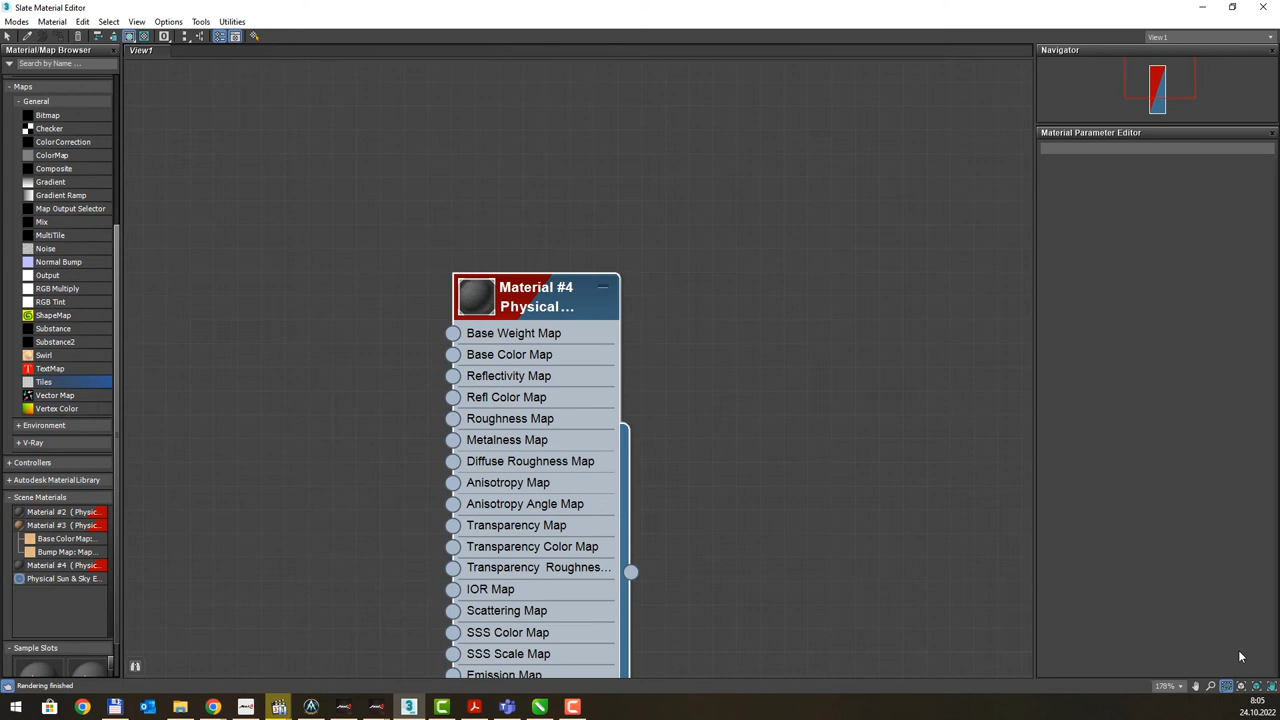 Slate Material Editor
Modes Material Edit Select View Options Tools Utilities
View1
Material/Map Browser
View1
Navigator
Search by Name ...
- Maps
- General
Bitmap
Checker
ColorCorrection
ColorMap
Composite
Gradient
Gradient Ramp
Map Output Selector
Mix
MultiTile
Noise
Normal Bump
Output
RGB Multiply
RGB Tint
ShapeMap
Substance
Substance2
Swirl
TextMap
Tiles
Vector Map
Vertex Color
+ Environment
+ V-Ray
+ Controllers
+ Autodesk Material Library
- Scene Materials
Material #2 ( Physic...
Material #3 ( Physic...
Base Color Map:...
Bump Map: Map...
Material #4 ( Physic...
Physical Sun & Sky E...
- Sample Slots
Rendering finished
Material #4
Physical...
Base Weight Map
Base Color Map
Reflectivity Map
Refl Color Map
Roughness Map
Metalness Map
Diffuse Roughness Map
Anisotropy Map
Anisotropy Angle Map
Transparency Map
Transparency Color Map
Transparency Roughnes...
IOR Map
Scattering Map
SSS Color Map
SSS Scale Map
Emission Map
Material Parameter Editor
178%
8:05
24.10.2022